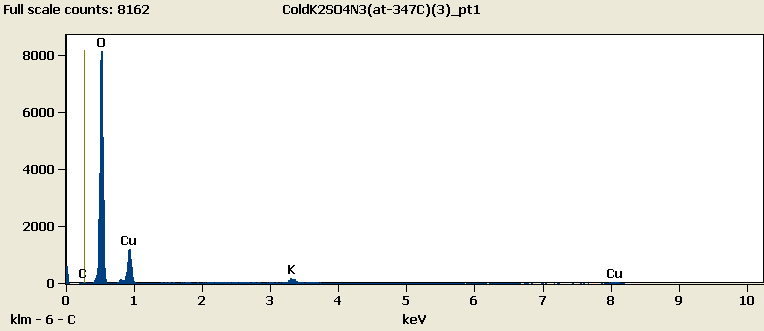 Full scale counts: 8162 ColdK2SO4N3(at-347C)(3)_pt1
O
8000
6000
4000
2000
Cu
C K Cu
0
0 1 2 3 4 5 6 7 8 9 10
klm - 6 - C keV